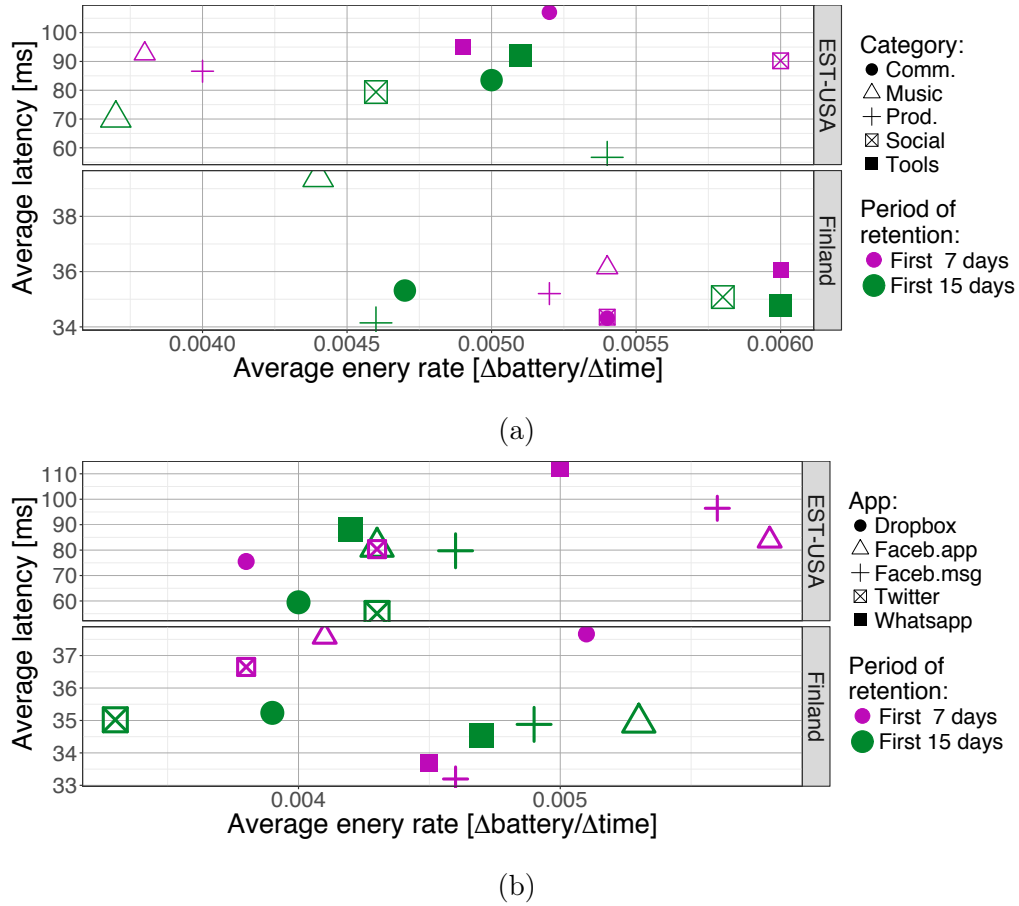 Average latency [ms]
100
90
80
70
60
EST-USA
38
36
34
Finland
0.0040 0.0045 0.0050 0.0055 0.0060
Average enery rate [Δbattery/Δtime]
Category:
Comm.
Music
Prod.
Social
Tools
Period of
retention:
First 7 days
First 15 days
(a)
Average latency [ms]
110
100
90
80
70
60
EST-USA
37
36
35
34
33
Finland
0.004 0.005
Average enery rate [Δbattery/Δtime]
App:
Dropbox
Faceb.app
Faceb.msg
Twitter
Whatsapp
Period of
retention:
First 7 days
First 15 days
(b)